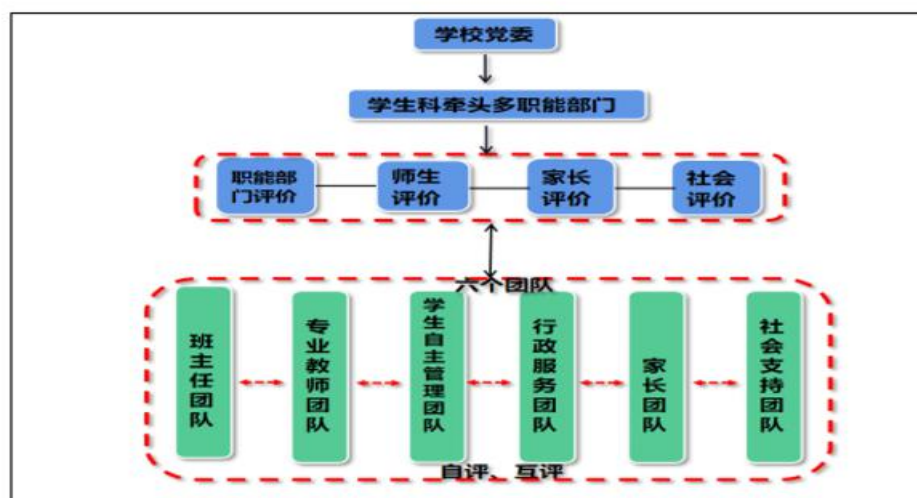 学校党委
学生科牵头多职能部门
职能部
门评价
师生
评价
家长
评价
社会
评价
六个团队
班主任团队
专业教师团队
学生自主管理团队
行政服务团队
家长团队
社会支持团队
自评、互评